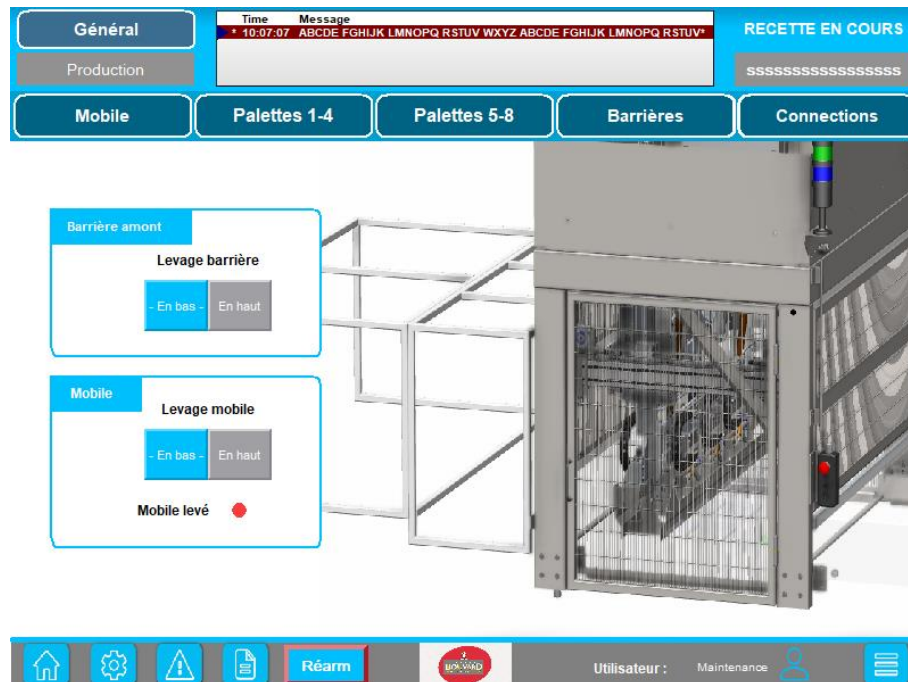 Général
Time Message
* 10:07:07 ABCDE FGHIJK LMNOPQ RSTUV WXYZ ABCDE FGHIJK LMNOPQ RSTUV*
RECETTE EN COURS
Production
sssssssssssssssss
Mobile Palettes 1-4 Palettes 5-8 Barrières Connections
Barrière amont
Levage barrière
- En bas - En haut
Mobile
Levage mobile
- En bas - En haut
Mobile levé
Réarm
BOUVARD
Utilisateur : Maintenance